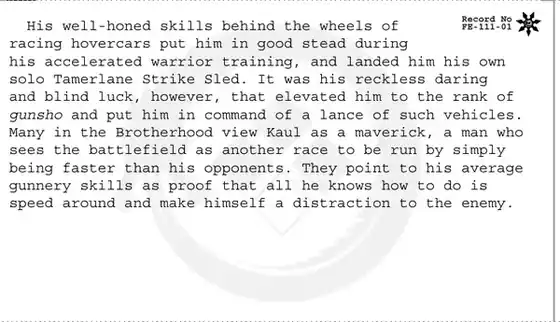 His well-honed skills behind the wheels of
Record No
FE-111-01
racing hovercars put him in good stead during
his accelerated warrior training, and landed him his own
solo Tamerlane Strike Sled. It was his reckless daring
and blind luck, however, that elevated him to the rank of
gunsho and put him in command of a lance of such vehicles.
Many in the Brotherhood view Kaul as a maverick, a man who
sees the battlefield as another race to be run by simply
being faster than his opponents. They point to his average
gunnery skills as proof that all he knows how to do is
speed around and make himself a distraction to the enemy.